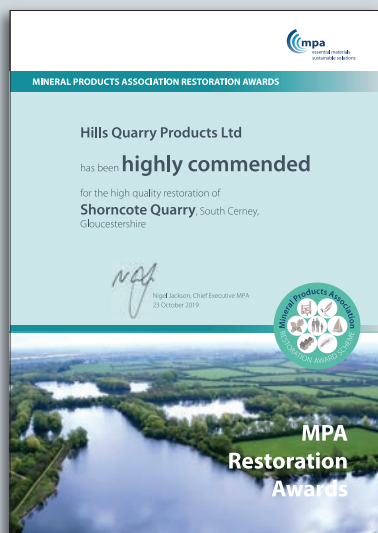 mpa
essential materials
sustainable solutions
MINERAL PRODUCTS ASSOCIATION RESTORATION AWARDS
Hills Quarry Products Ltd
has been highly commended
for the high quality restoration of
Shorncote Quarry, South Cerney,
Gloucestershire
Nigel Jackson, Chief Executive MPA
23 October 2019
Mineral Products Association
RESTORATION AWARD SCHEME
MPA
Restoration
Awards